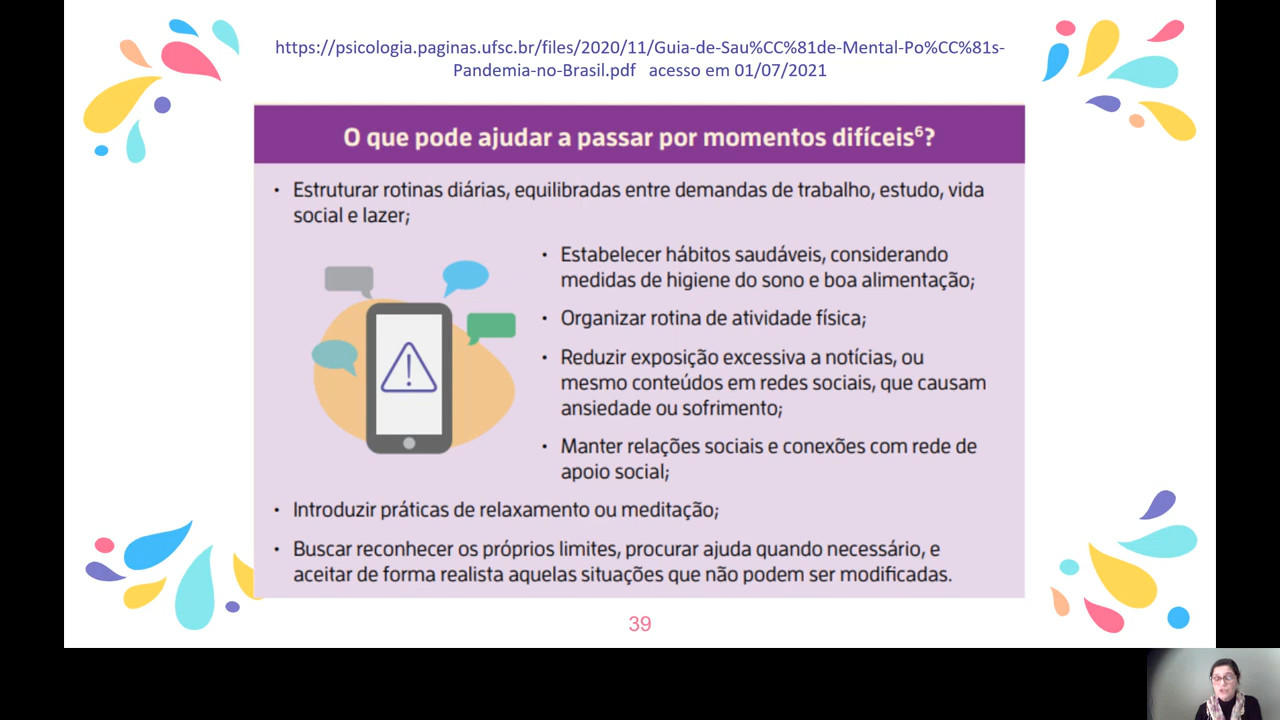 https://psicologia.paginas.ufsc.br/files/2020/11/Guia-de-Sau%CC%81de-Mental-Po%CC%81s-
Pandemia-no-Brasil.pdf acesso em 01/07/2021
O que pode ajudar a passar por momentos difíceis⁶?
• Estruturar rotinas diárias, equilibradas entre demandas de trabalho, estudo, vida
social e lazer;
• Estabelecer hábitos saudáveis, considerando
medidas de higiene do sono e boa alimentação;
• Organizar rotina de atividade física;
• Reduzir exposição excessiva a notícias, ou
mesmo conteúdos em redes sociais, que causam
ansiedade ou sofrimento;
• Manter relações sociais e conexões com rede de
apoio social;
• Introduzir práticas de relaxamento ou meditação;
• Buscar reconhecer os próprios limites, procurar ajuda quando necessário, e
aceitar de forma realista aquelas situações que não podem ser modificadas.
39